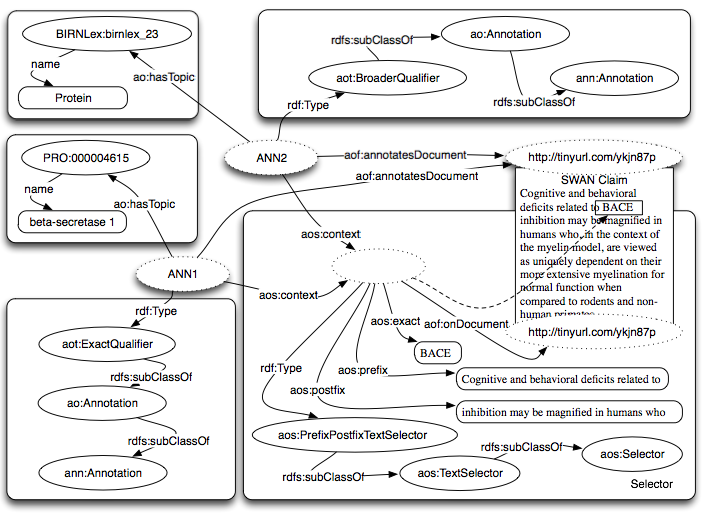 BIRNLex:birnlex_23
name
Protein
ao:hasTopic
rdfs:subClassOf
ao:Annotation
aot:BroaderQualifier
ann:Annotation
rdfs:subClassOf
rdf:Type
PRO:000004615
name
beta-secretase 1
ao:hasTopic
ANN2
aof:annotatesDocument
aof:annotatesDocument
http://tinyurl.com/ykjn87p
SWAN Claim
Cognitive and behavioral
deficits related to BACE
inhibition may be magnified in
humans who, in the context of
the myelin model, are viewed
as uniquely dependent on their
more extensive myelination for
normal function when
compared to rodents and non-
human primates
http://tinyurl.com/ykjn87p
aos:context
ANN1
aos:context
rdf:Type
aot:ExactQualifier
rdfs:subClassOf
ao:Annotation
rdfs:subClassOf
ann:Annotation
aos:exact
aof:onDocument
BACE
aos:prefix
Cognitive and behavioral deficits related to
rdf:Type
aos:postfix
inhibition may be magnified in humans who
aos:PrefixPostfixTextSelector
rdfs:subClassOf
aos:TextSelector
rdfs:subClassOf
aos:Selector
Selector